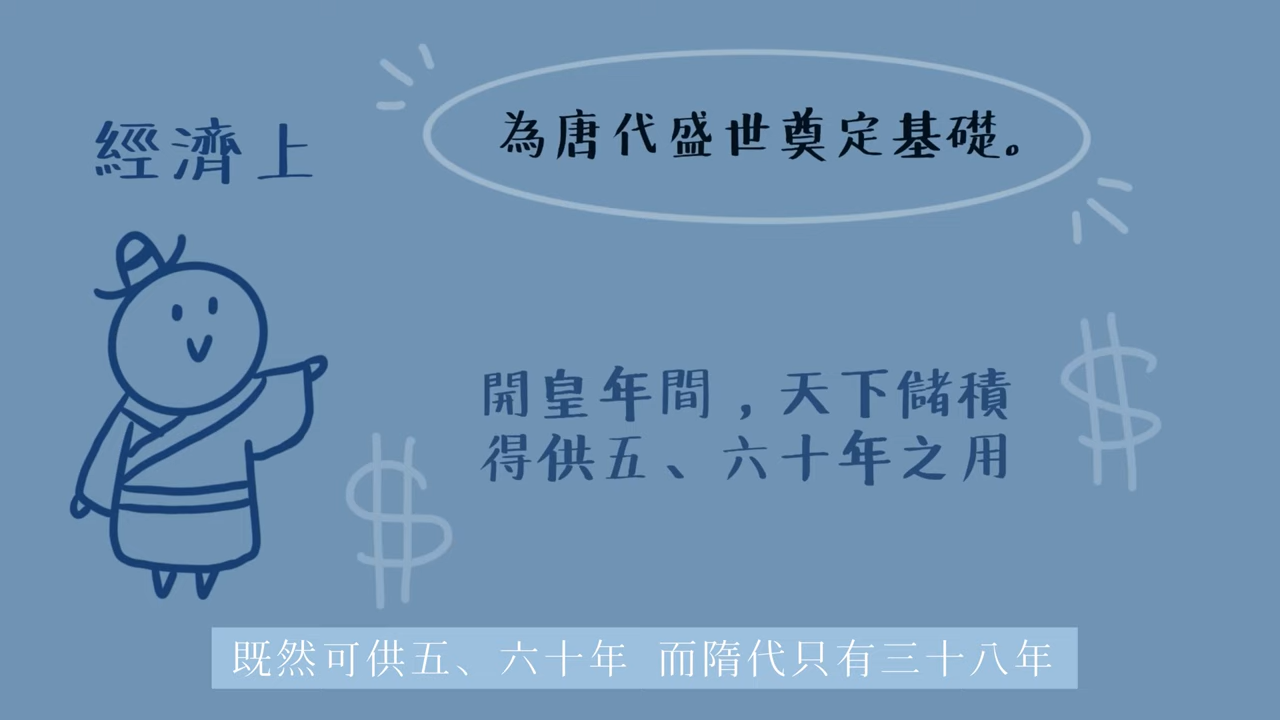 經濟上
為唐代盛世奠定基礎。
開皇年間，天下儲積
得供五、六十年之用
既然可供五、六十年 而隋代只有三十八年